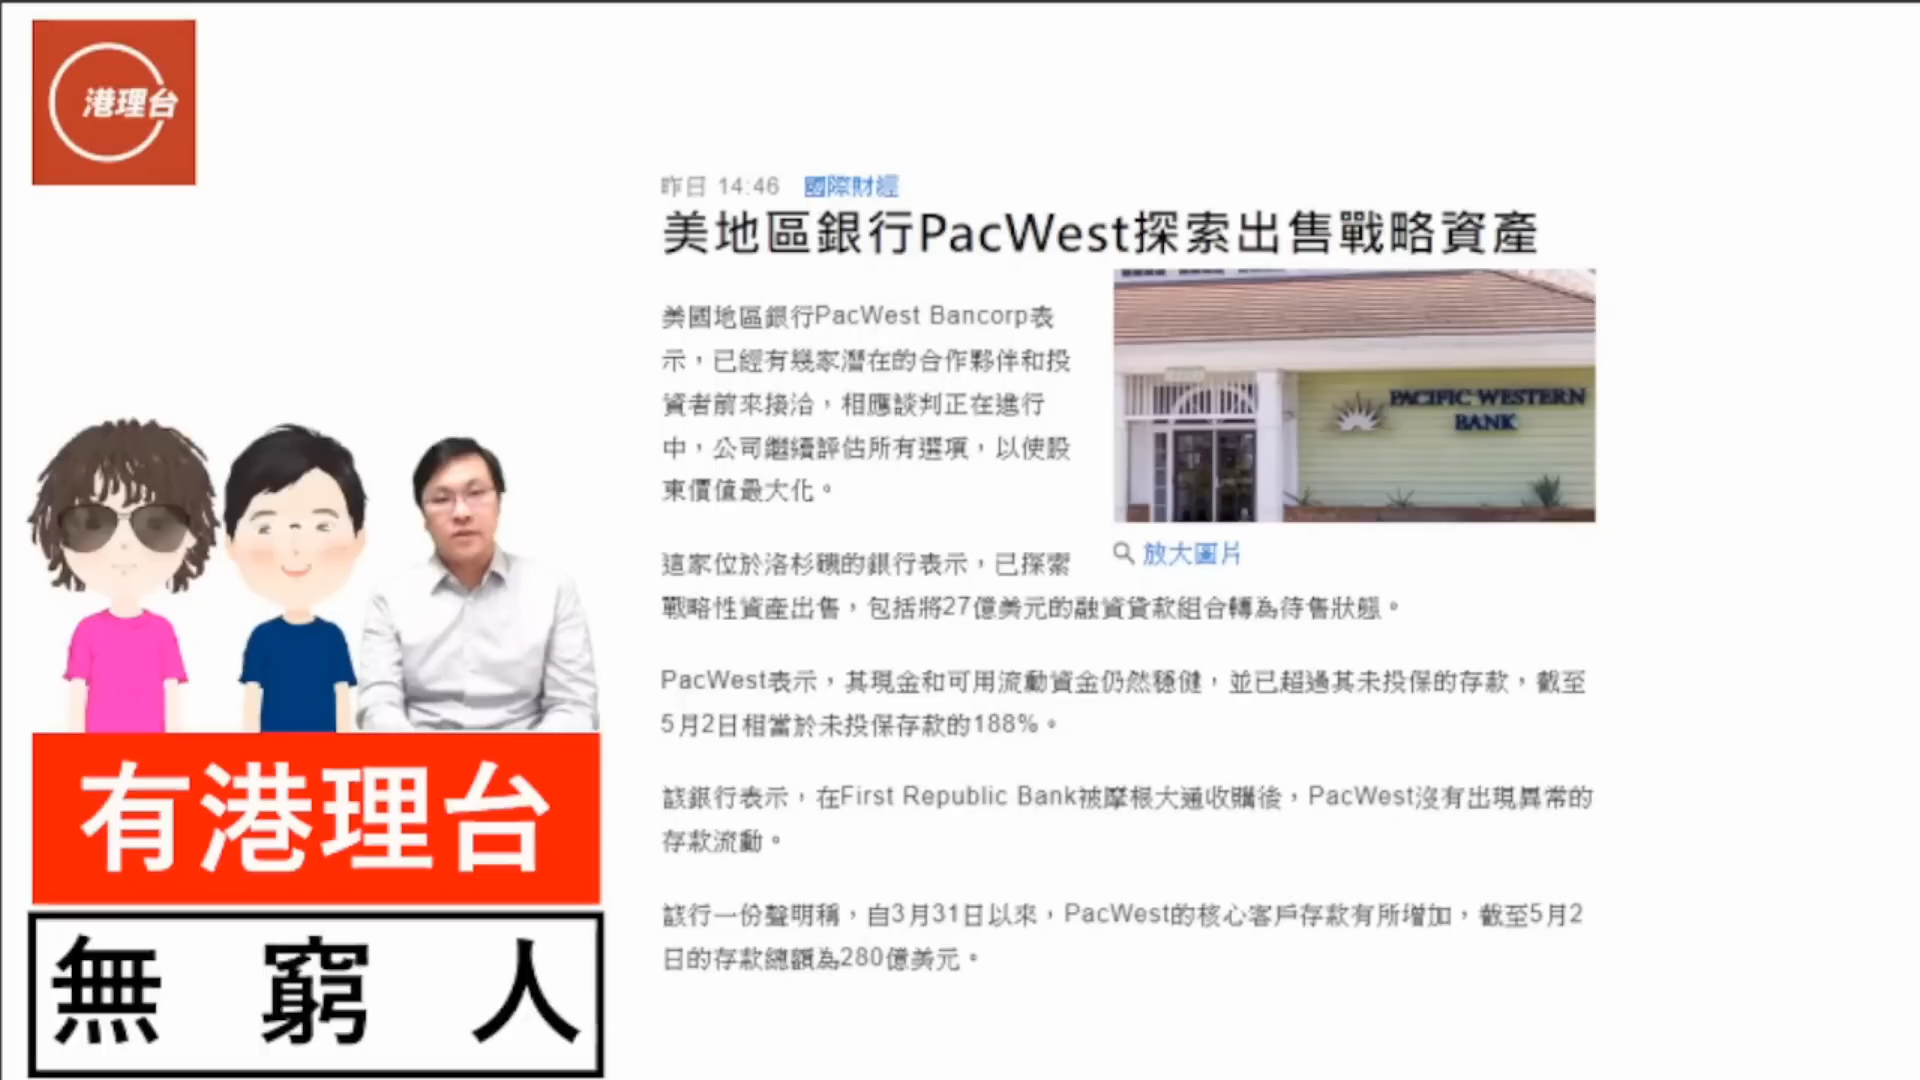 港理台
昨日 14:46 國際財經
美地區銀行PacWest探索出售戰略資產
美國地區銀行PacWest Bancorp表
示，已經有幾家潛在的合作夥伴和投
資者前來接洽，相應談判正在進行
中，公司繼續評估所有選項，以使股
東價值最大化。
PACIFIC WESTERN
BANK
放大圖片
這家位於洛杉磯的銀行表示，已探索
戰略性資產出售，包括將27億美元的融資貸款組合轉為待售狀態。
PacWest表示，其現金和可用流動資金仍然穩健，並已超過其未投保的存款，截至
5月2日相當於未投保存款的188%。
該銀行表示，在First Republic Bank被摩根大通收購後，PacWest沒有出現異常的
存款流動。
該行一份聲明稱，自3月31日以來，PacWest的核心客戶存款有所增加，截至5月2
日的存款總額為280億美元。
有港理台
無窮人